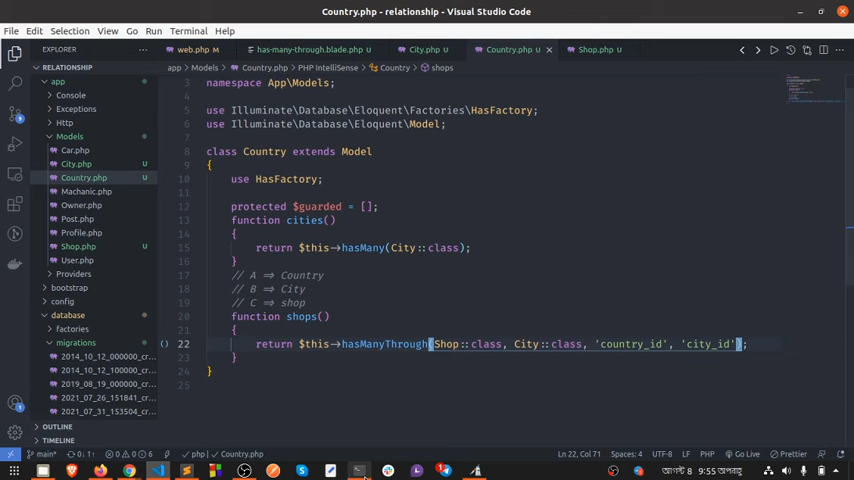 Country.php - relationship - Visual Studio Code
File Edit Selection View Go Run Terminal Help
EXPLORER ...
web.php M has-many-through.blade.php U City.php U Country.php U Shop.php U
RELATIONSHIP
app > Models > Country.php > PHP IntelliSense > Country > shops
app
Console
Exceptions
Http
Models
Car.php
City.php U
Country.php U
Machanic.php
Owner.php
Post.php
Profile.php
Shop.php U
User.php
Providers
bootstrap
config
database
factories
migrations
2014_10_12_000000_cr...
2014_10_12_100000_cr...
2019_08_19_000000_cr...
2021_07_26_151841_cr...
2021_07_31_153504_cr...
OUTLINE
TIMELINE
3 namespace App\Models;
4
5 use Illuminate\Database\Eloquent\Factories\HasFactory;
6 use Illuminate\Database\Eloquent\Model;
7
8 class Country extends Model
9 {
10 use HasFactory;
11
12 protected $guarded = [];
13 function cities()
14 {
15 return $this→hasMany(City::class);
16 }
17 // A ⇒ Country
18 // B ⇒ City
19 // C ⇒ shop
20 function shops()
21 {
22 return $this→hasManyThrough(Shop::class, City::class, 'country_id', 'city_id');
23 }
24 }
25
main* 0↓ 1↑ 0 0 6 php Country.php Ln 22, Col 71 Spaces: 4 UTF-8 LF PHP Go Live Prettier
আগষ্ট 8 9:55 অপরাহ্ণ